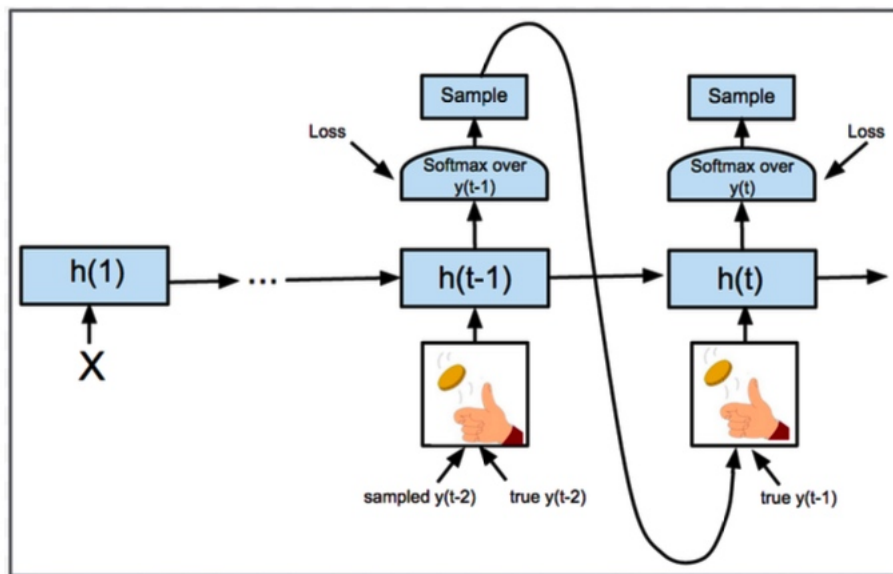 Sample
Sample
Loss
Loss
Softmax over
y(t-1)
Softmax over
y(t)
h(1)
...
h(t-1)
h(t)
X
sampled y(t-2)
true y(t-2)
true y(t-1)